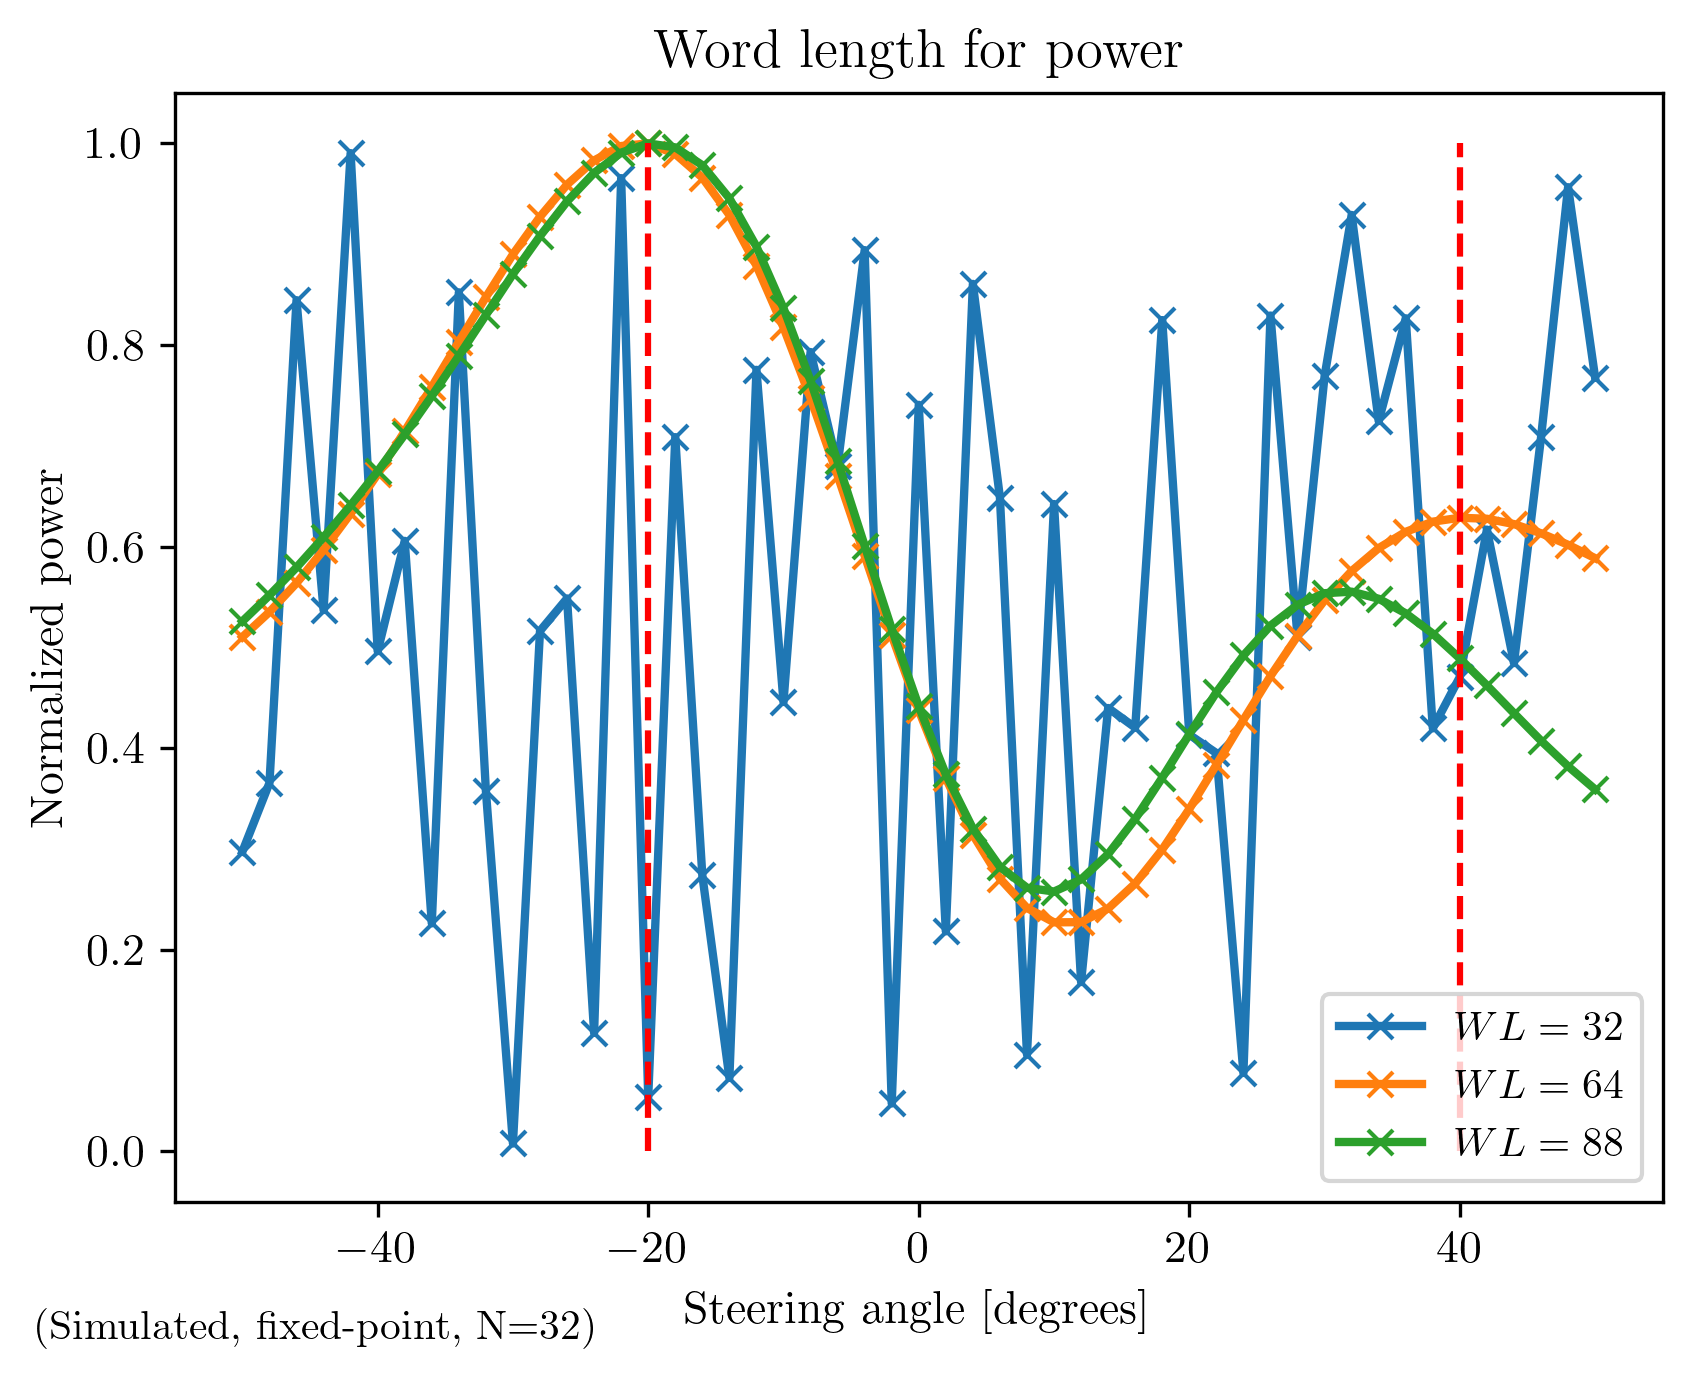 Word length for power
Normalized power
1.0
0.8
0.6
0.4
0.2
0.0
−40
−20
0
20
40
Steering angle [degrees]
WL = 32
WL = 64
WL = 88
(Simulated, fixed-point, N=32)